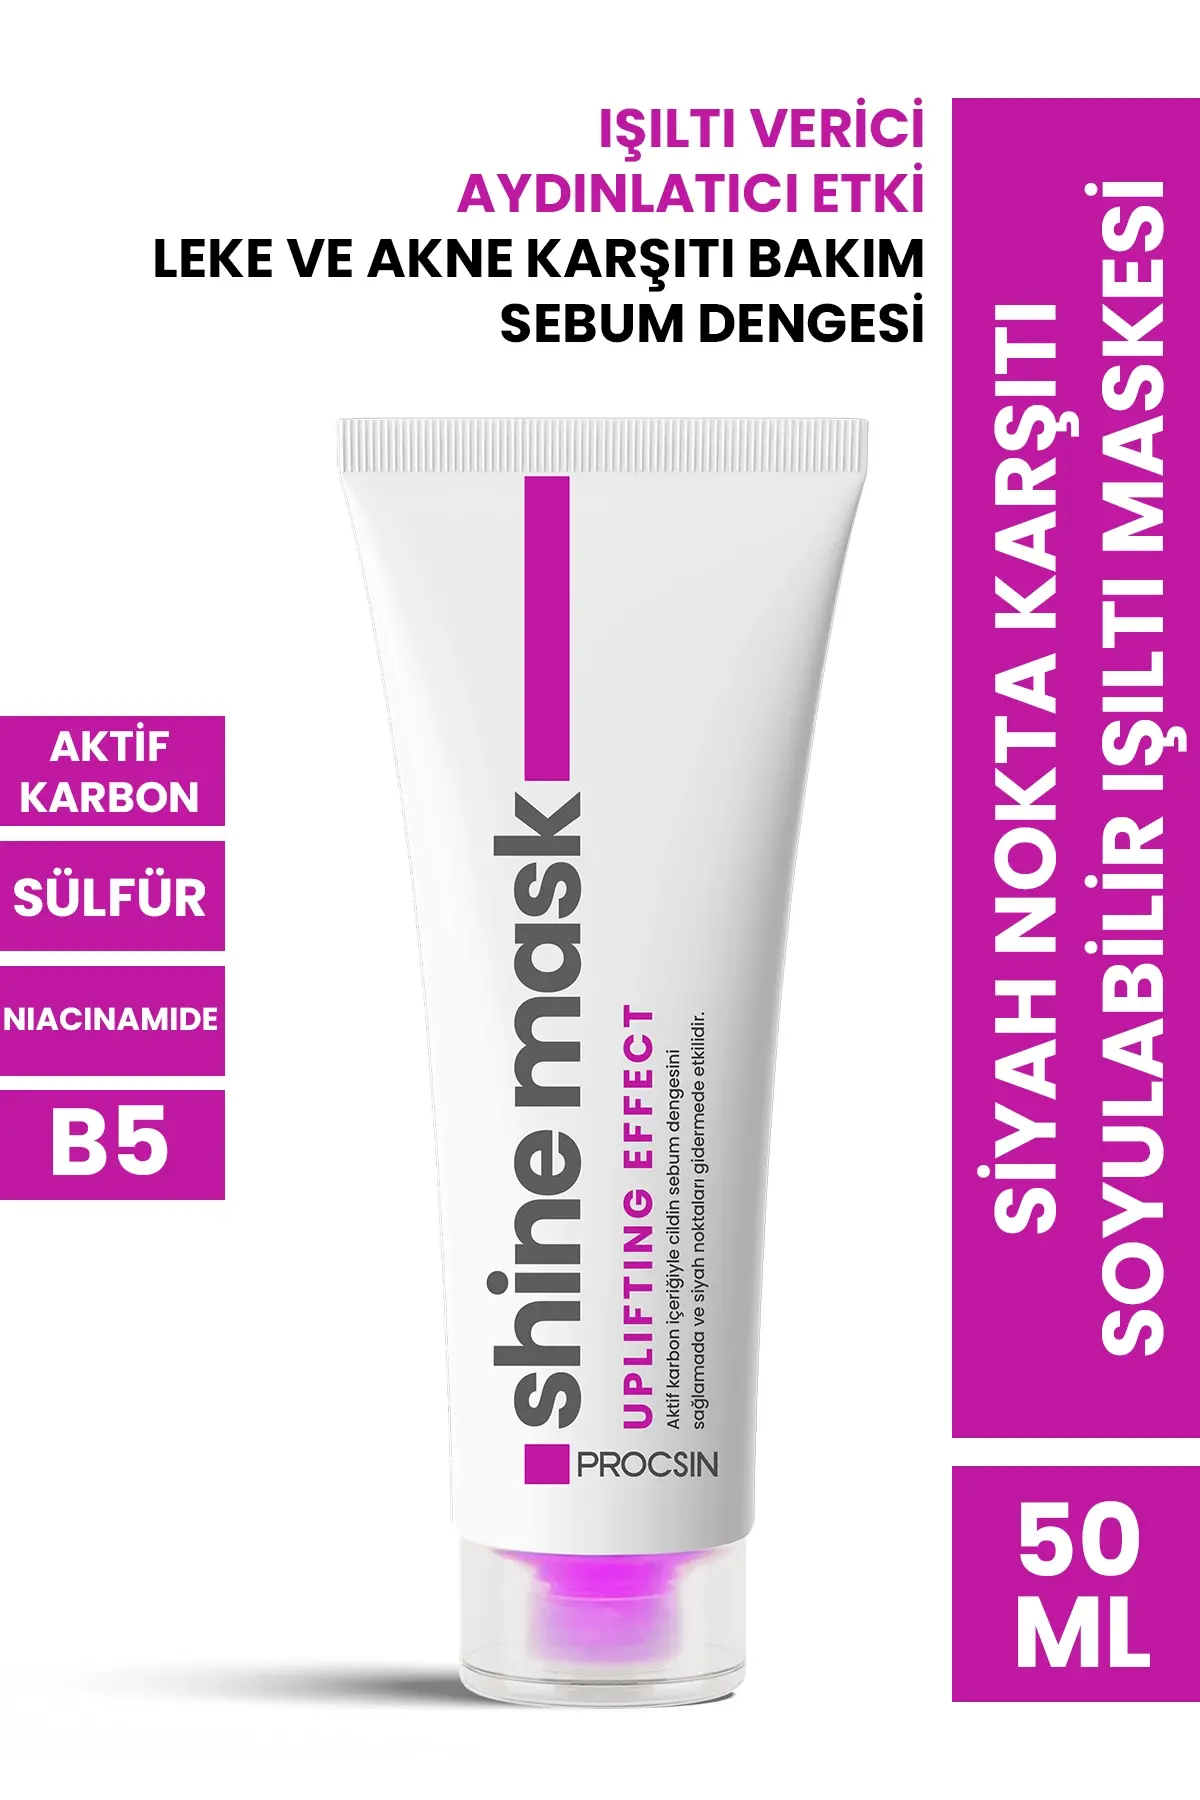 IŞILTI VERİCİ
AYDINLATICI ETKİ
LEKE VE AKNE KARŞITI BAKIM
SEBUM DENGESİ
SİYAH NOKTA KARŞITI
SOYULABİLİR IŞILTI MASKESİ
50
ML
AKTİF
KARBON
SÜLFÜR
NIACINAMIDE
B5
shine mask
UPLIFTING EFFECT
Aktif karbon içeriğiyle cildin sebum dengesini
sağlamada ve siyah noktaları gidermede etkilidir.
PROCSIN